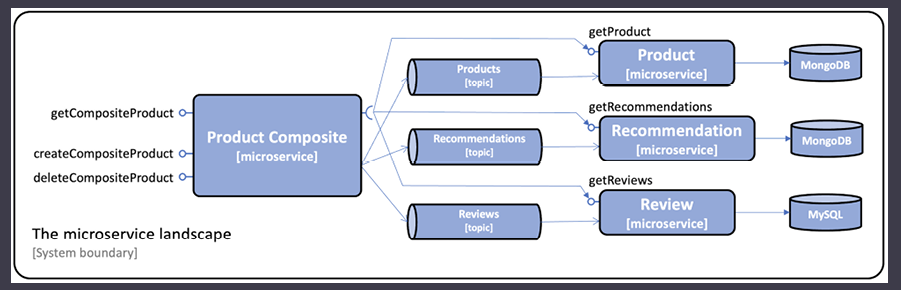 getProduct
Product
[microservice]
MongoDB
Products
[topic]
getCompositeProduct
createCompositeProduct
deleteCompositeProduct
Product Composite
[microservice]
getRecommendations
Recommendation
[microservice]
MongoDB
Recommendations
[topic]
getReviews
Review
[microservice]
MySQL
Reviews
[topic]
The microservice landscape
[System boundary]